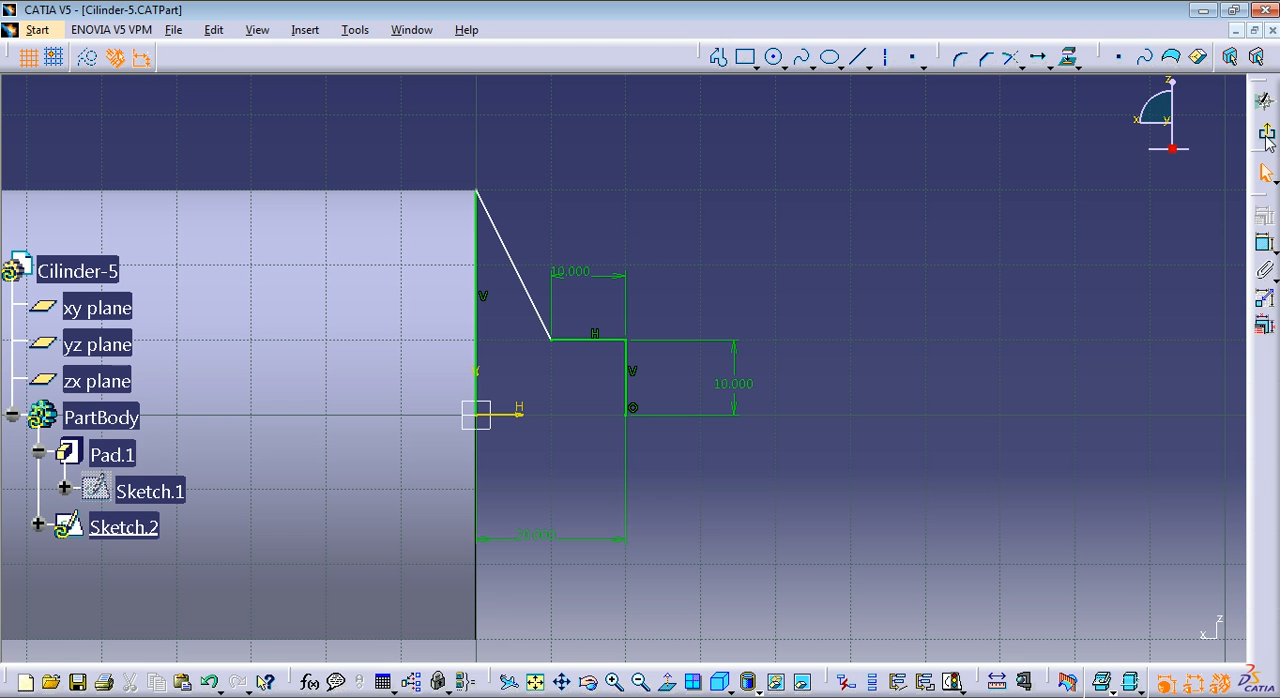 CATIA V5 - [Cilinder-5.CATPart]
Start ENOVIA V5 VPM File Edit View Insert Tools Window Help
z
x y
Cilinder-5
xy plane
yz plane
zx plane
PartBody
Pad.1
Sketch.1
Sketch.2
10.000
V
H
V
10.000
H
20.000
z
x
f(x)
CATIA